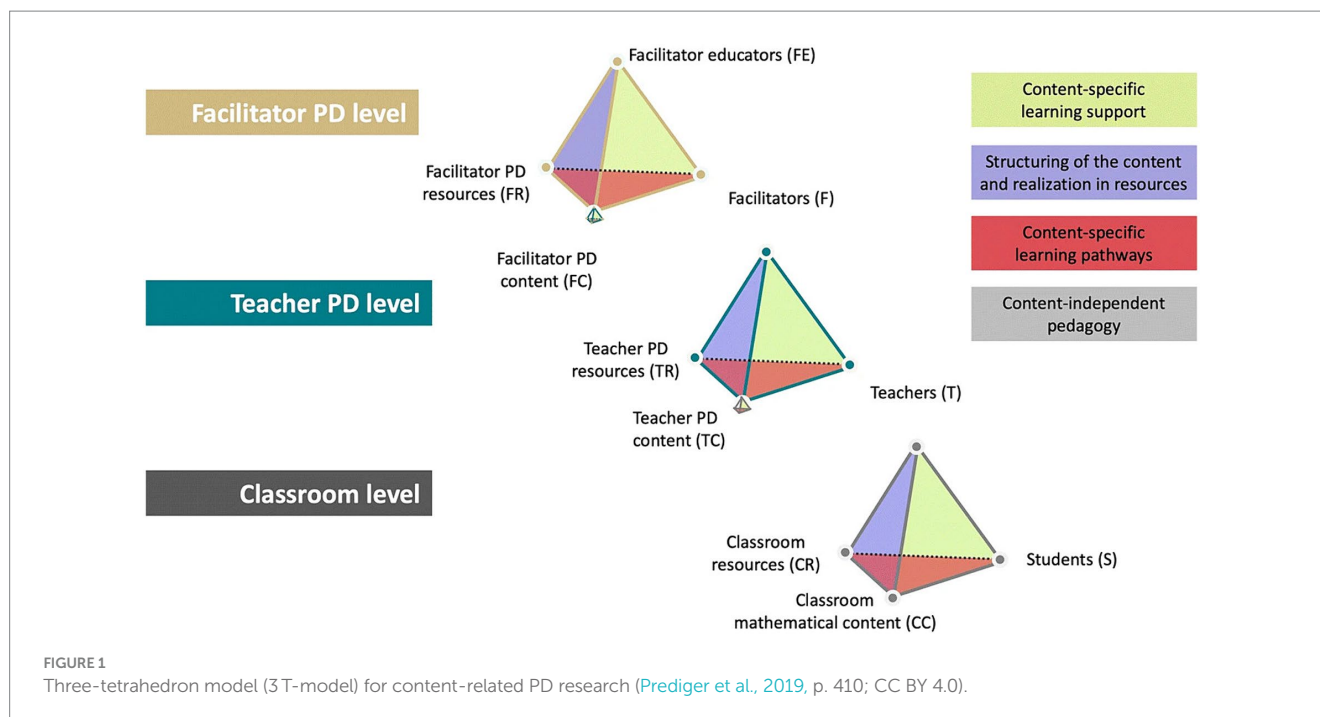 Facilitator educators (FE)
Facilitator PD level
Facilitator PD
resources (FR)
Facilitators (F)
Facilitator PD
content (FC)
Teacher PD level
Teacher PD
resources (TR)
Teachers (T)
Teacher PD
content (TC)
Classroom level
Classroom
resources (CR)
Students (S)
Classroom
mathematical content (CC)
Content-specific
learning support
Structuring of the content
and realization in resources
Content-specific
learning pathways
Content-independent
pedagogy
FIGURE 1
Three-tetrahedron model (3 T-model) for content-related PD research (Prediger et al., 2019, p. 410; CC BY 4.0).